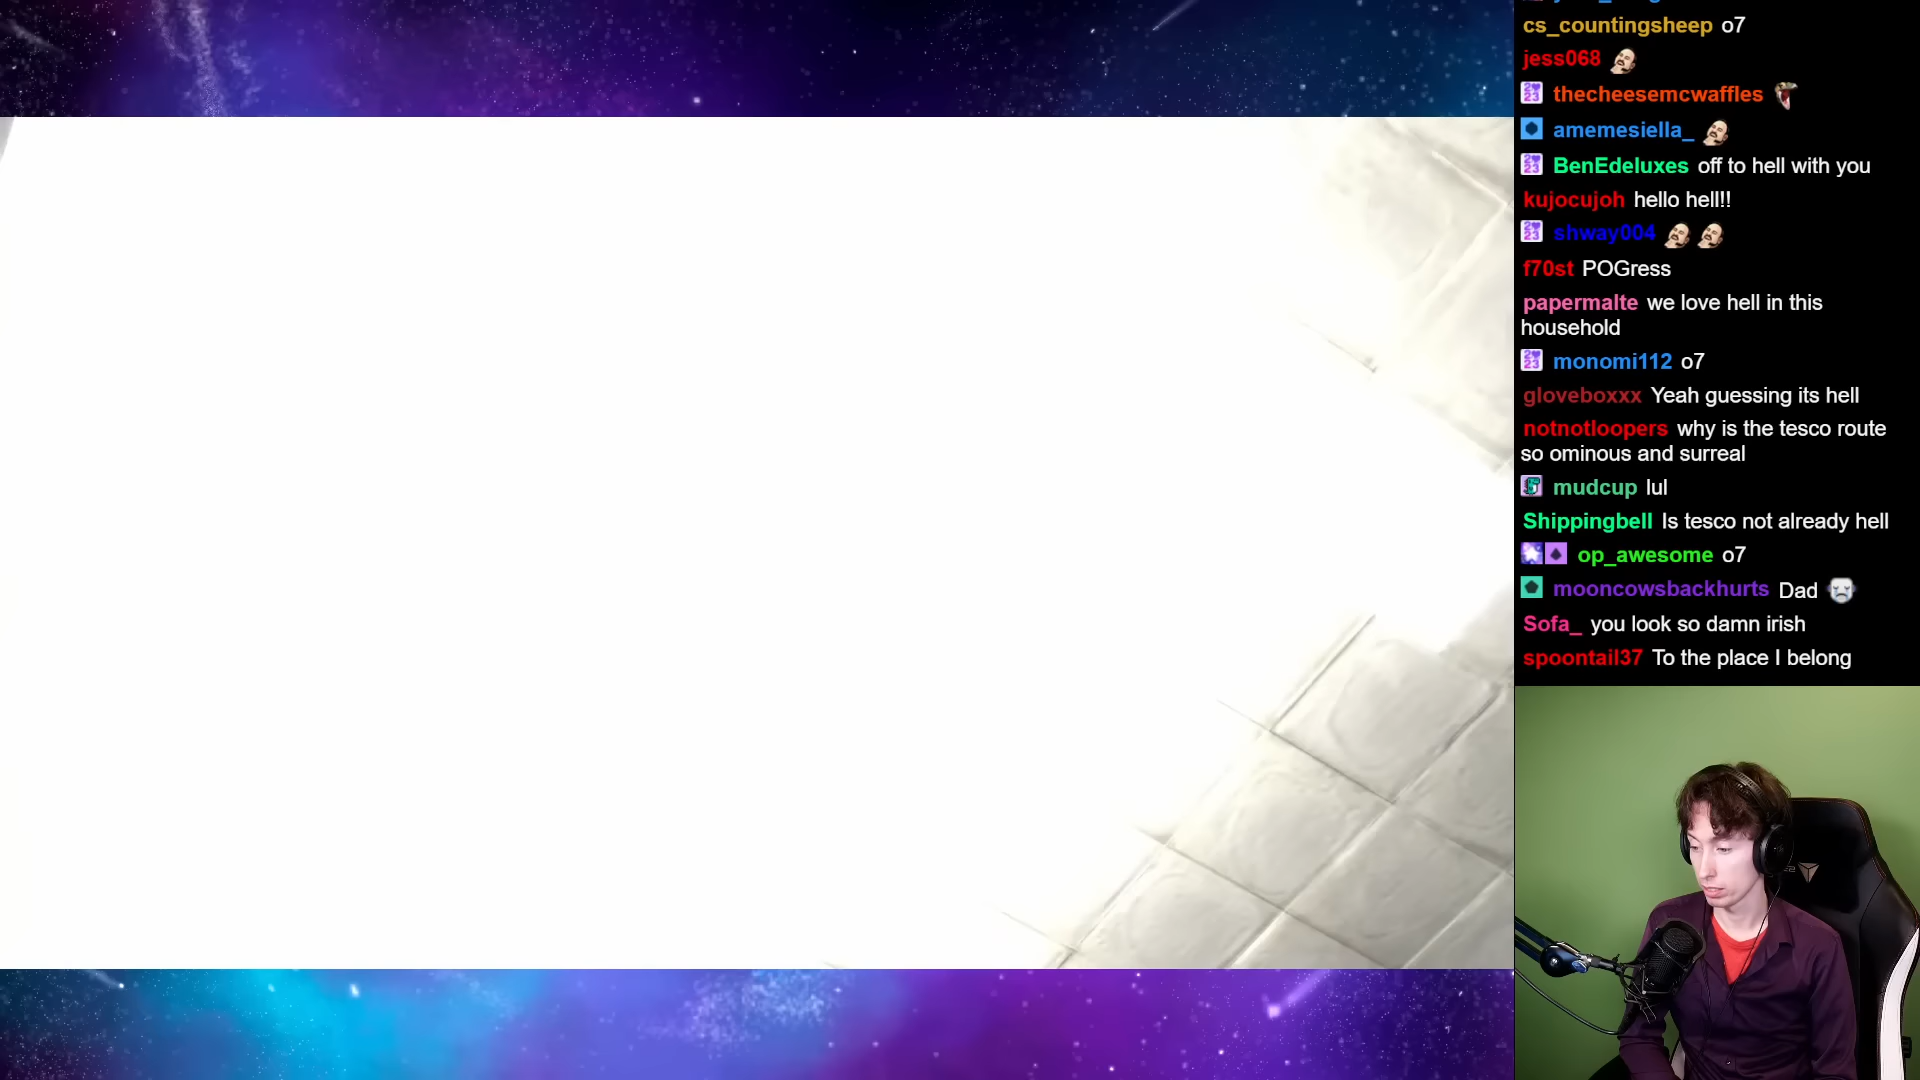 cs_countingsheep o7
jess068
thecheesemcwaffles
amemesiella_
BenEdeluxes off to hell with you
kujocujoh hello hell!!
shway004
f70st POGress
papermalte we love hell in this
household
monomi112 o7
gloveboxxx Yeah guessing its hell
notnotloopers why is the tesco route
so ominous and surreal
mudcup lul
Shippingbell Is tesco not already hell
op_awesome o7
mooncowsbackhurts Dad
Sofa_ you look so damn irish
spoontail37 To the place I belong